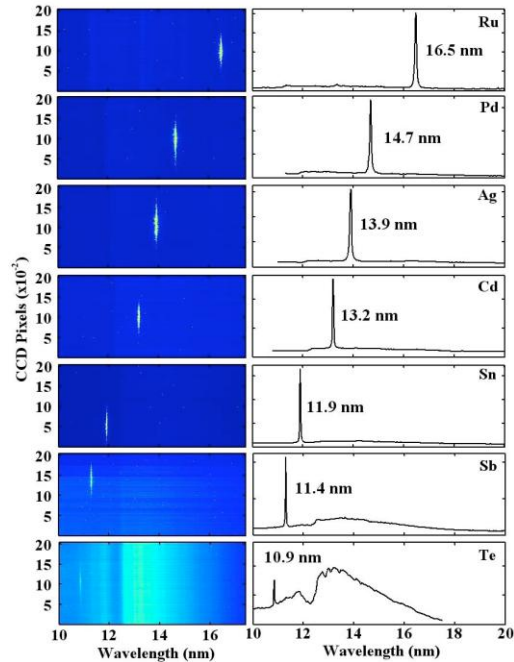 20 15 10 5
Ru
16.5 nm
20 15 10 5
Pd
14.7 nm
20 15 10 5
Ag
13.9 nm
CCD Pixels (x10⁻²)
20 15 10 5
Cd
13.2 nm
20 15 10 5
Sn
11.9 nm
20 15 10 5
Sb
11.4 nm
20 15 10 5
Te
10.9 nm
10 12 14 16
10 12 14 16 18 20
Wavelength (nm)
Wavelength (nm)